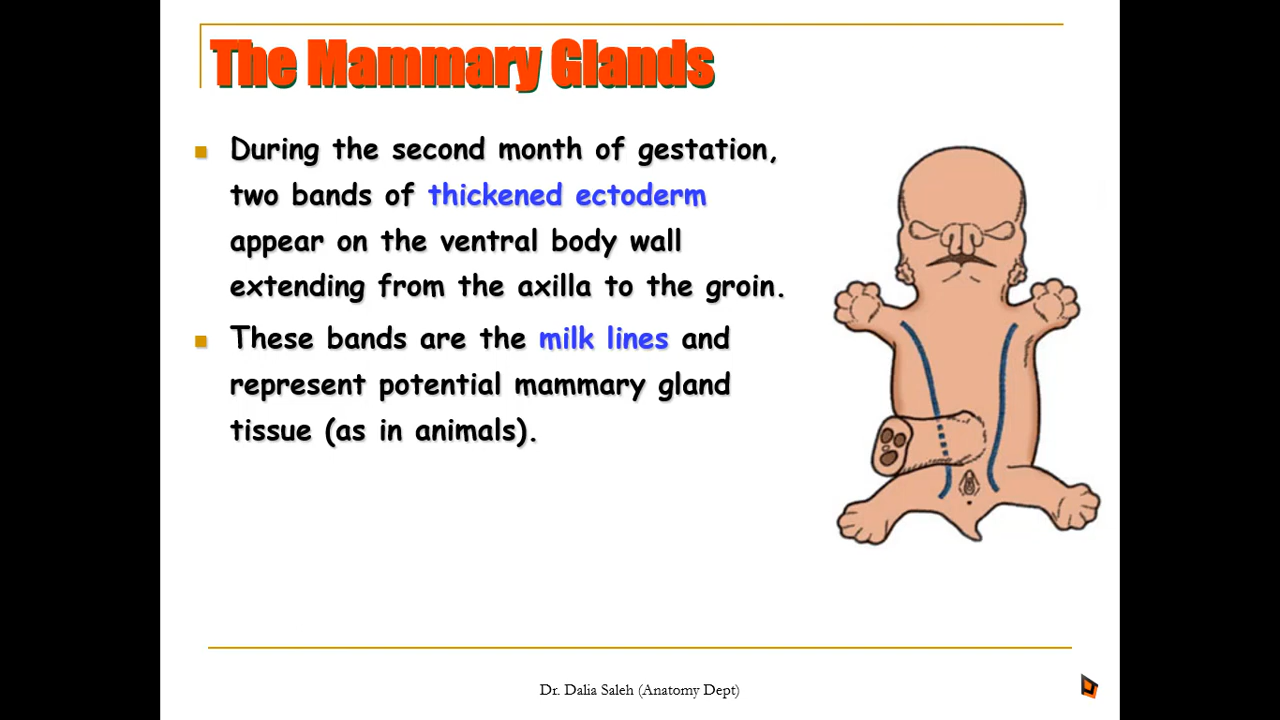 The Mammary Glands
During the second month of gestation,
two bands of thickened ectoderm
appear on the ventral body wall
extending from the axilla to the groin.
These bands are the milk lines and
represent potential mammary gland
tissue (as in animals).
Dr. Dalia Saleh (Anatomy Dept)